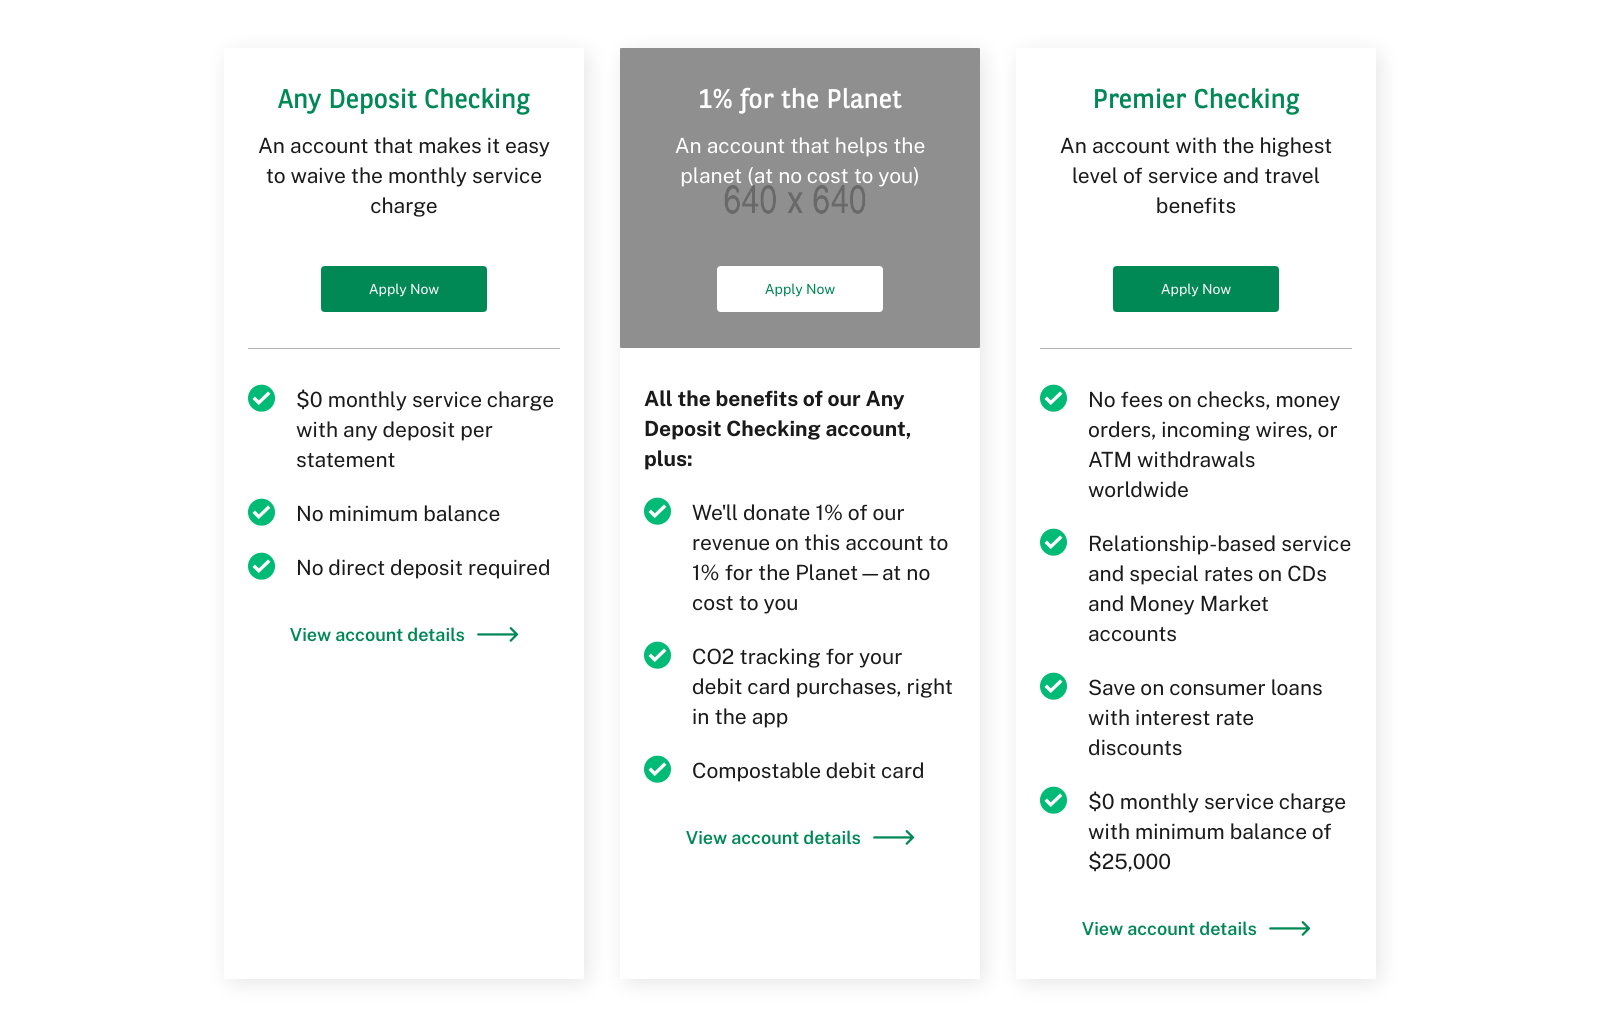 Any Deposit Checking
An account that makes it easy
to waive the monthly service
charge
Apply Now
$0 monthly service charge
with any deposit per
statement
No minimum balance
No direct deposit required
View account details
1% for the Planet
An account that helps the
planet (at no cost to you)
640 x 640
Apply Now
All the benefits of our Any
Deposit Checking account,
plus:
We'll donate 1% of our
revenue on this account to
1% for the Planet—at no
cost to you
CO2 tracking for your
debit card purchases, right
in the app
Compostable debit card
View account details
Premier Checking
An account with the highest
level of service and travel
benefits
Apply Now
No fees on checks, money
orders, incoming wires, or
ATM withdrawals
worldwide
Relationship-based service
and special rates on CDs
and Money Market
accounts
Save on consumer loans
with interest rate
discounts
$0 monthly service charge
with minimum balance of
$25,000
View account details